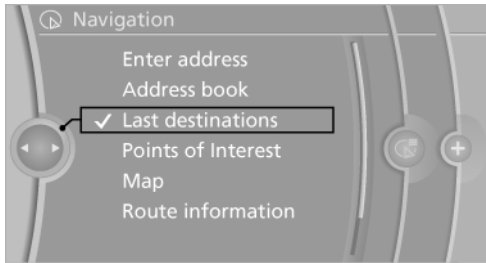 Navigation
Enter address
Address book
Last destinations
Points of Interest
Map
Route information